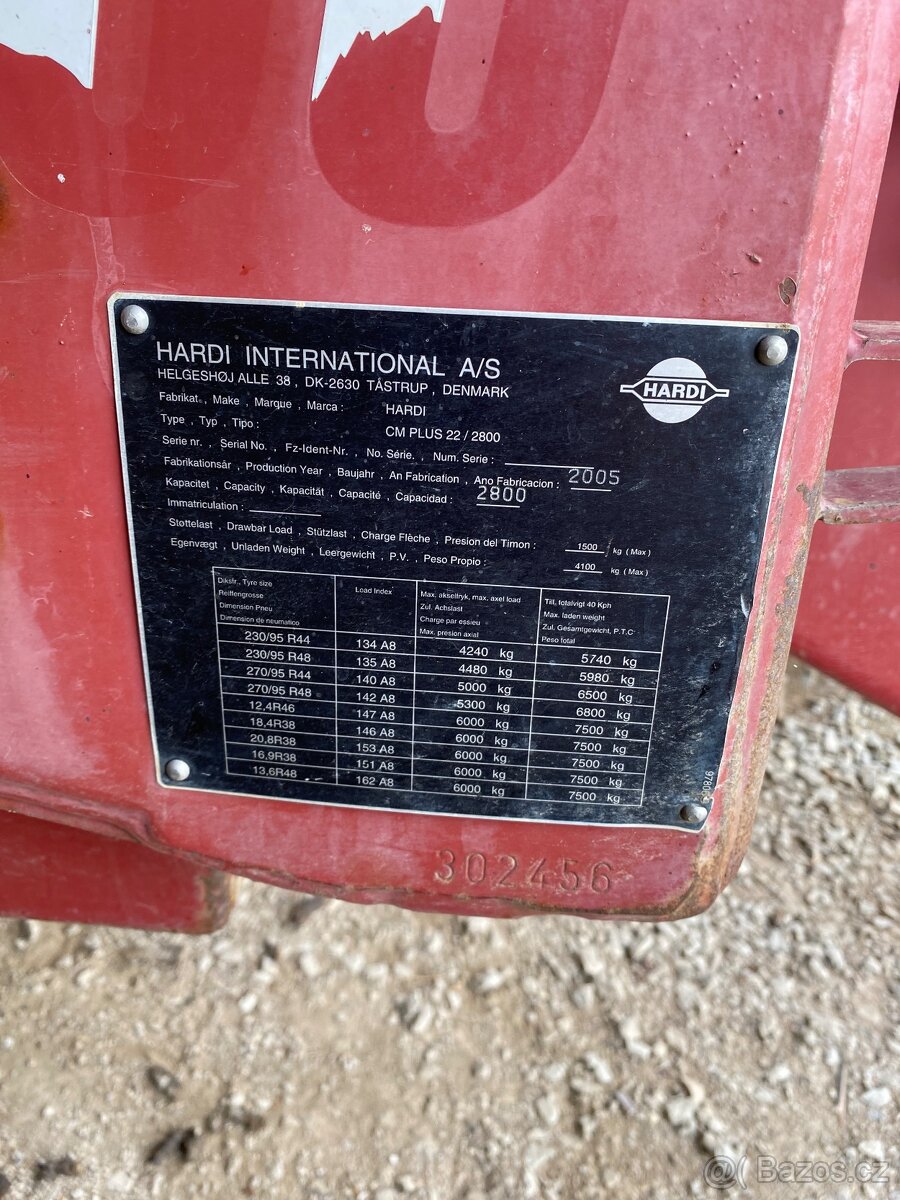 HARDI INTERNATIONAL A/S
HELGESHØJ ALLE 38 , DK-2630 TÅSTRUP , DENMARK
HARDI
Fabrikat , Make , Marque , Marca : HARDI
Type , Typ , Tipo : CM PLUS 22 / 2800
Serie nr. , Serial No. , Fz-Ident-Nr. , No. Série. , Num. Serie :
Fabrikationsår , Production Year , Baujahr , An Fabrication , Ano Fabricacion : 2005
Kapacitet , Capacity , Kapacität , Capacité , Capacidad : 2800
Immatriculation :
Stottelast , Drawbar Load , Stützlast , Charge Flèche , Presion del Timon : 1500 kg ( Max )
Egenvægt , Unladen Weight , Leergewicht , P.V. , Peso Proprio : 4100 kg ( Max )
Dikstr., Tyre size Load Index Max. akseltryk, max. axel load Till. totalvigt 40 Kph
Reiffengrosse Zul. Achslast Max. laden weight
Dimension Pneu Charge par essieu Zul. Gesamtgewicht, P.T.C
Dimension de neumatico Max. presion axial Peso total
230/95 R44 134 A8 4240 kg 5740 kg
230/95 R48 135 A8 4480 kg 5980 kg
270/95 R44 140 A8 5000 kg 6500 kg
270/95 R48 142 A8 5300 kg 6800 kg
12,4R46 147 A8 6000 kg 7500 kg
18,4R38 146 A8 6000 kg 7500 kg
20,8R38 153 A8 6000 kg 7500 kg
16,9R38 151 A8 6000 kg 7500 kg
13,6R48 162 A8 6000 kg 7500 kg
302456
@ Bazos.cz